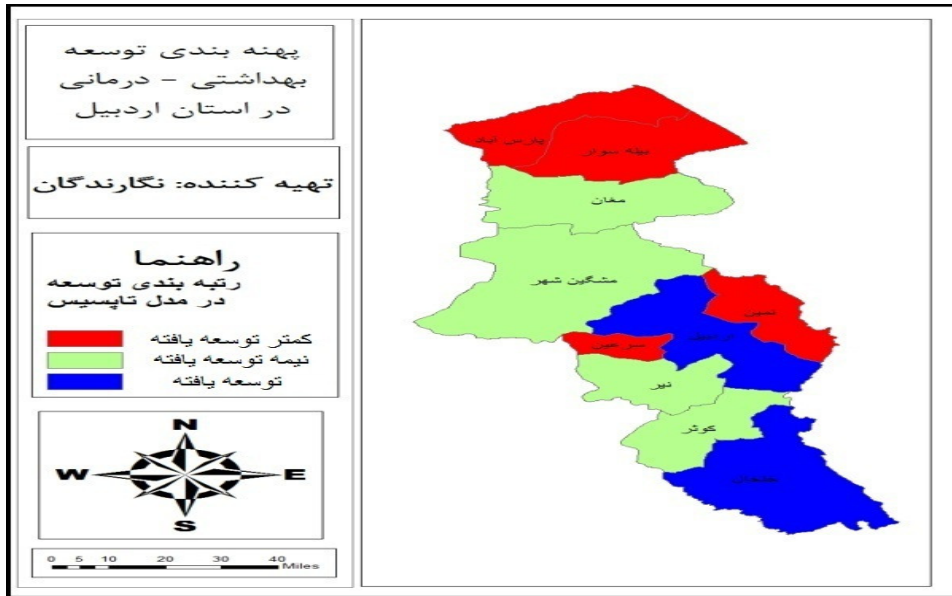 پهنه بندی توسعه
بهداشتی – درمانی
در استان اردبیل
تهیه کننده: نگارندگان
راهنما
رتبه بندی توسعه
در مدل تاپسیس
کمتر توسعه یافته
نیمه توسعه یافته
توسعه یافته
N
W E
S
0 5 10 20 30 40
Miles
پارس آباد
بیله سوار
مغان
مشگین شهر
نمین
اردبیل
سرعین
نیر
کوثر
خلخال